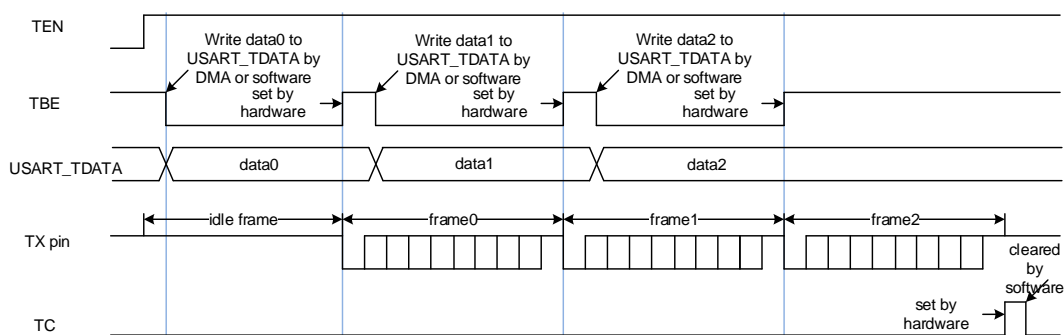 TEN
Write data0 to
USART_TDATA by
DMA or software
Write data1 to
USART_TDATA by
DMA or software
Write data2 to
USART_TDATA by
DMA or software
TBE
set by
hardware
set by
hardware
set by
hardware
USART_TDATA
data0
data1
data2
idle frame
frame0
frame1
frame2
TX pin
cleared
by
software
set by
hardware
TC